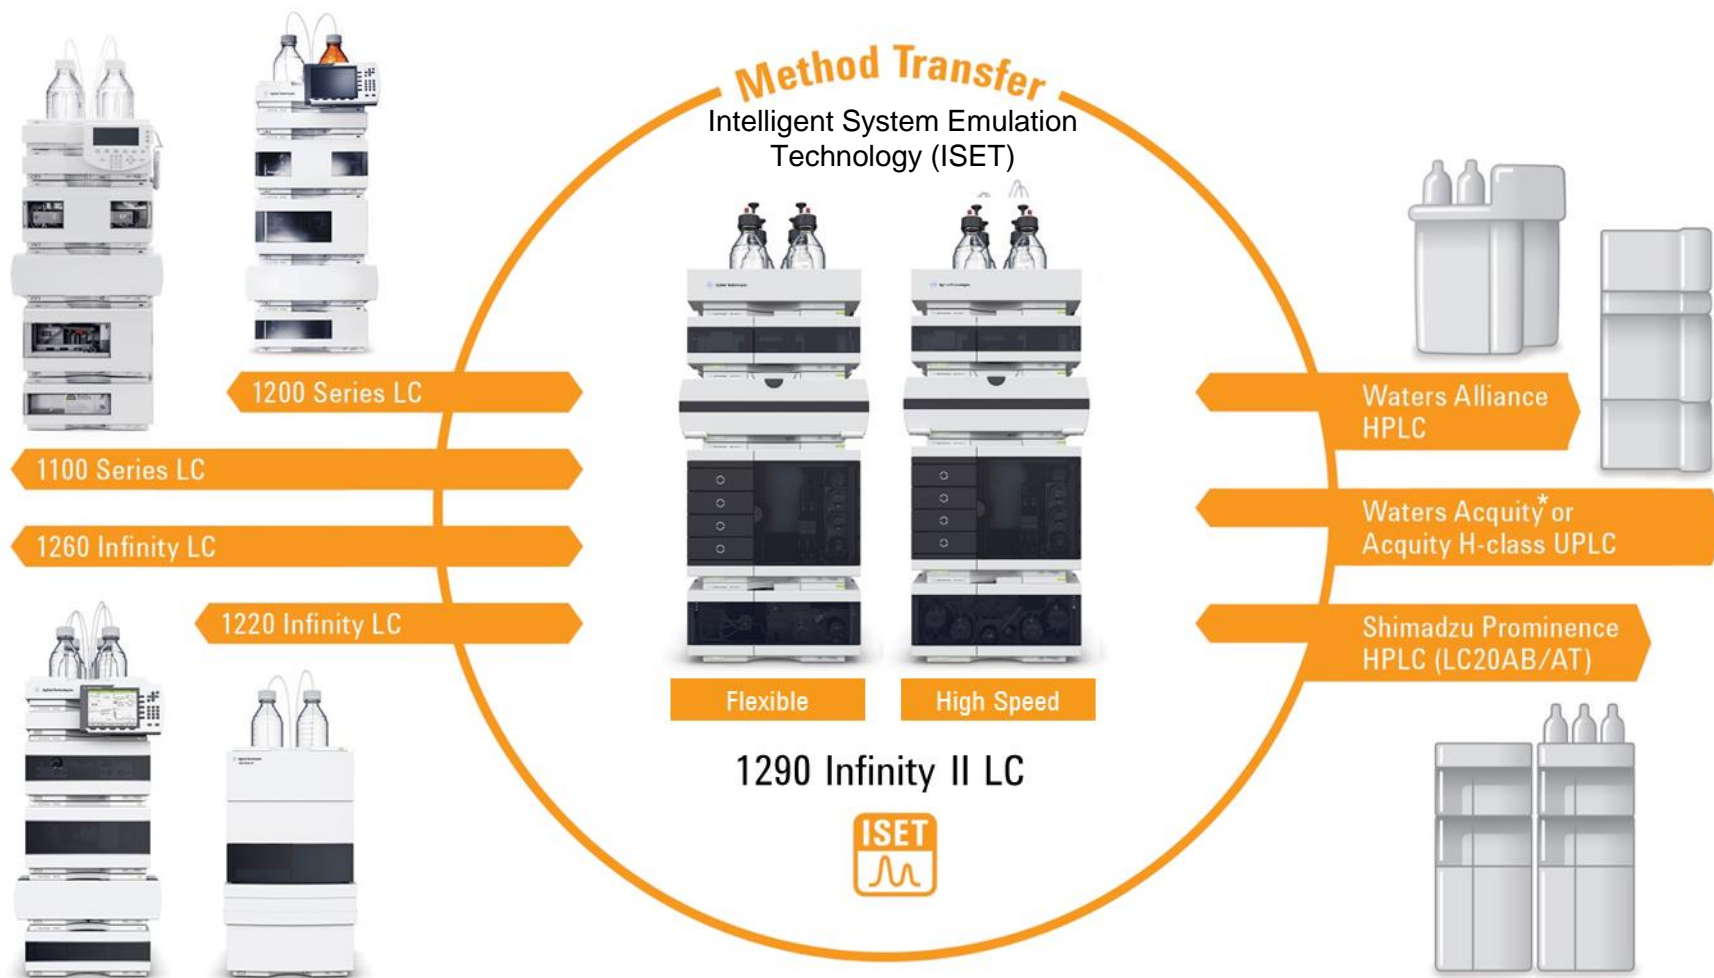 Method Transfer
Intelligent System Emulation
Technology (ISET)
1200 Series LC
1100 Series LC
1260 Infinity LC
1220 Infinity LC
Waters Alliance
HPLC
Waters Acquity* or
Acquity H-class UPLC
Shimadzu Prominence
HPLC (LC20AB/AT)
Flexible
High Speed
1290 Infinity II LC
ISET